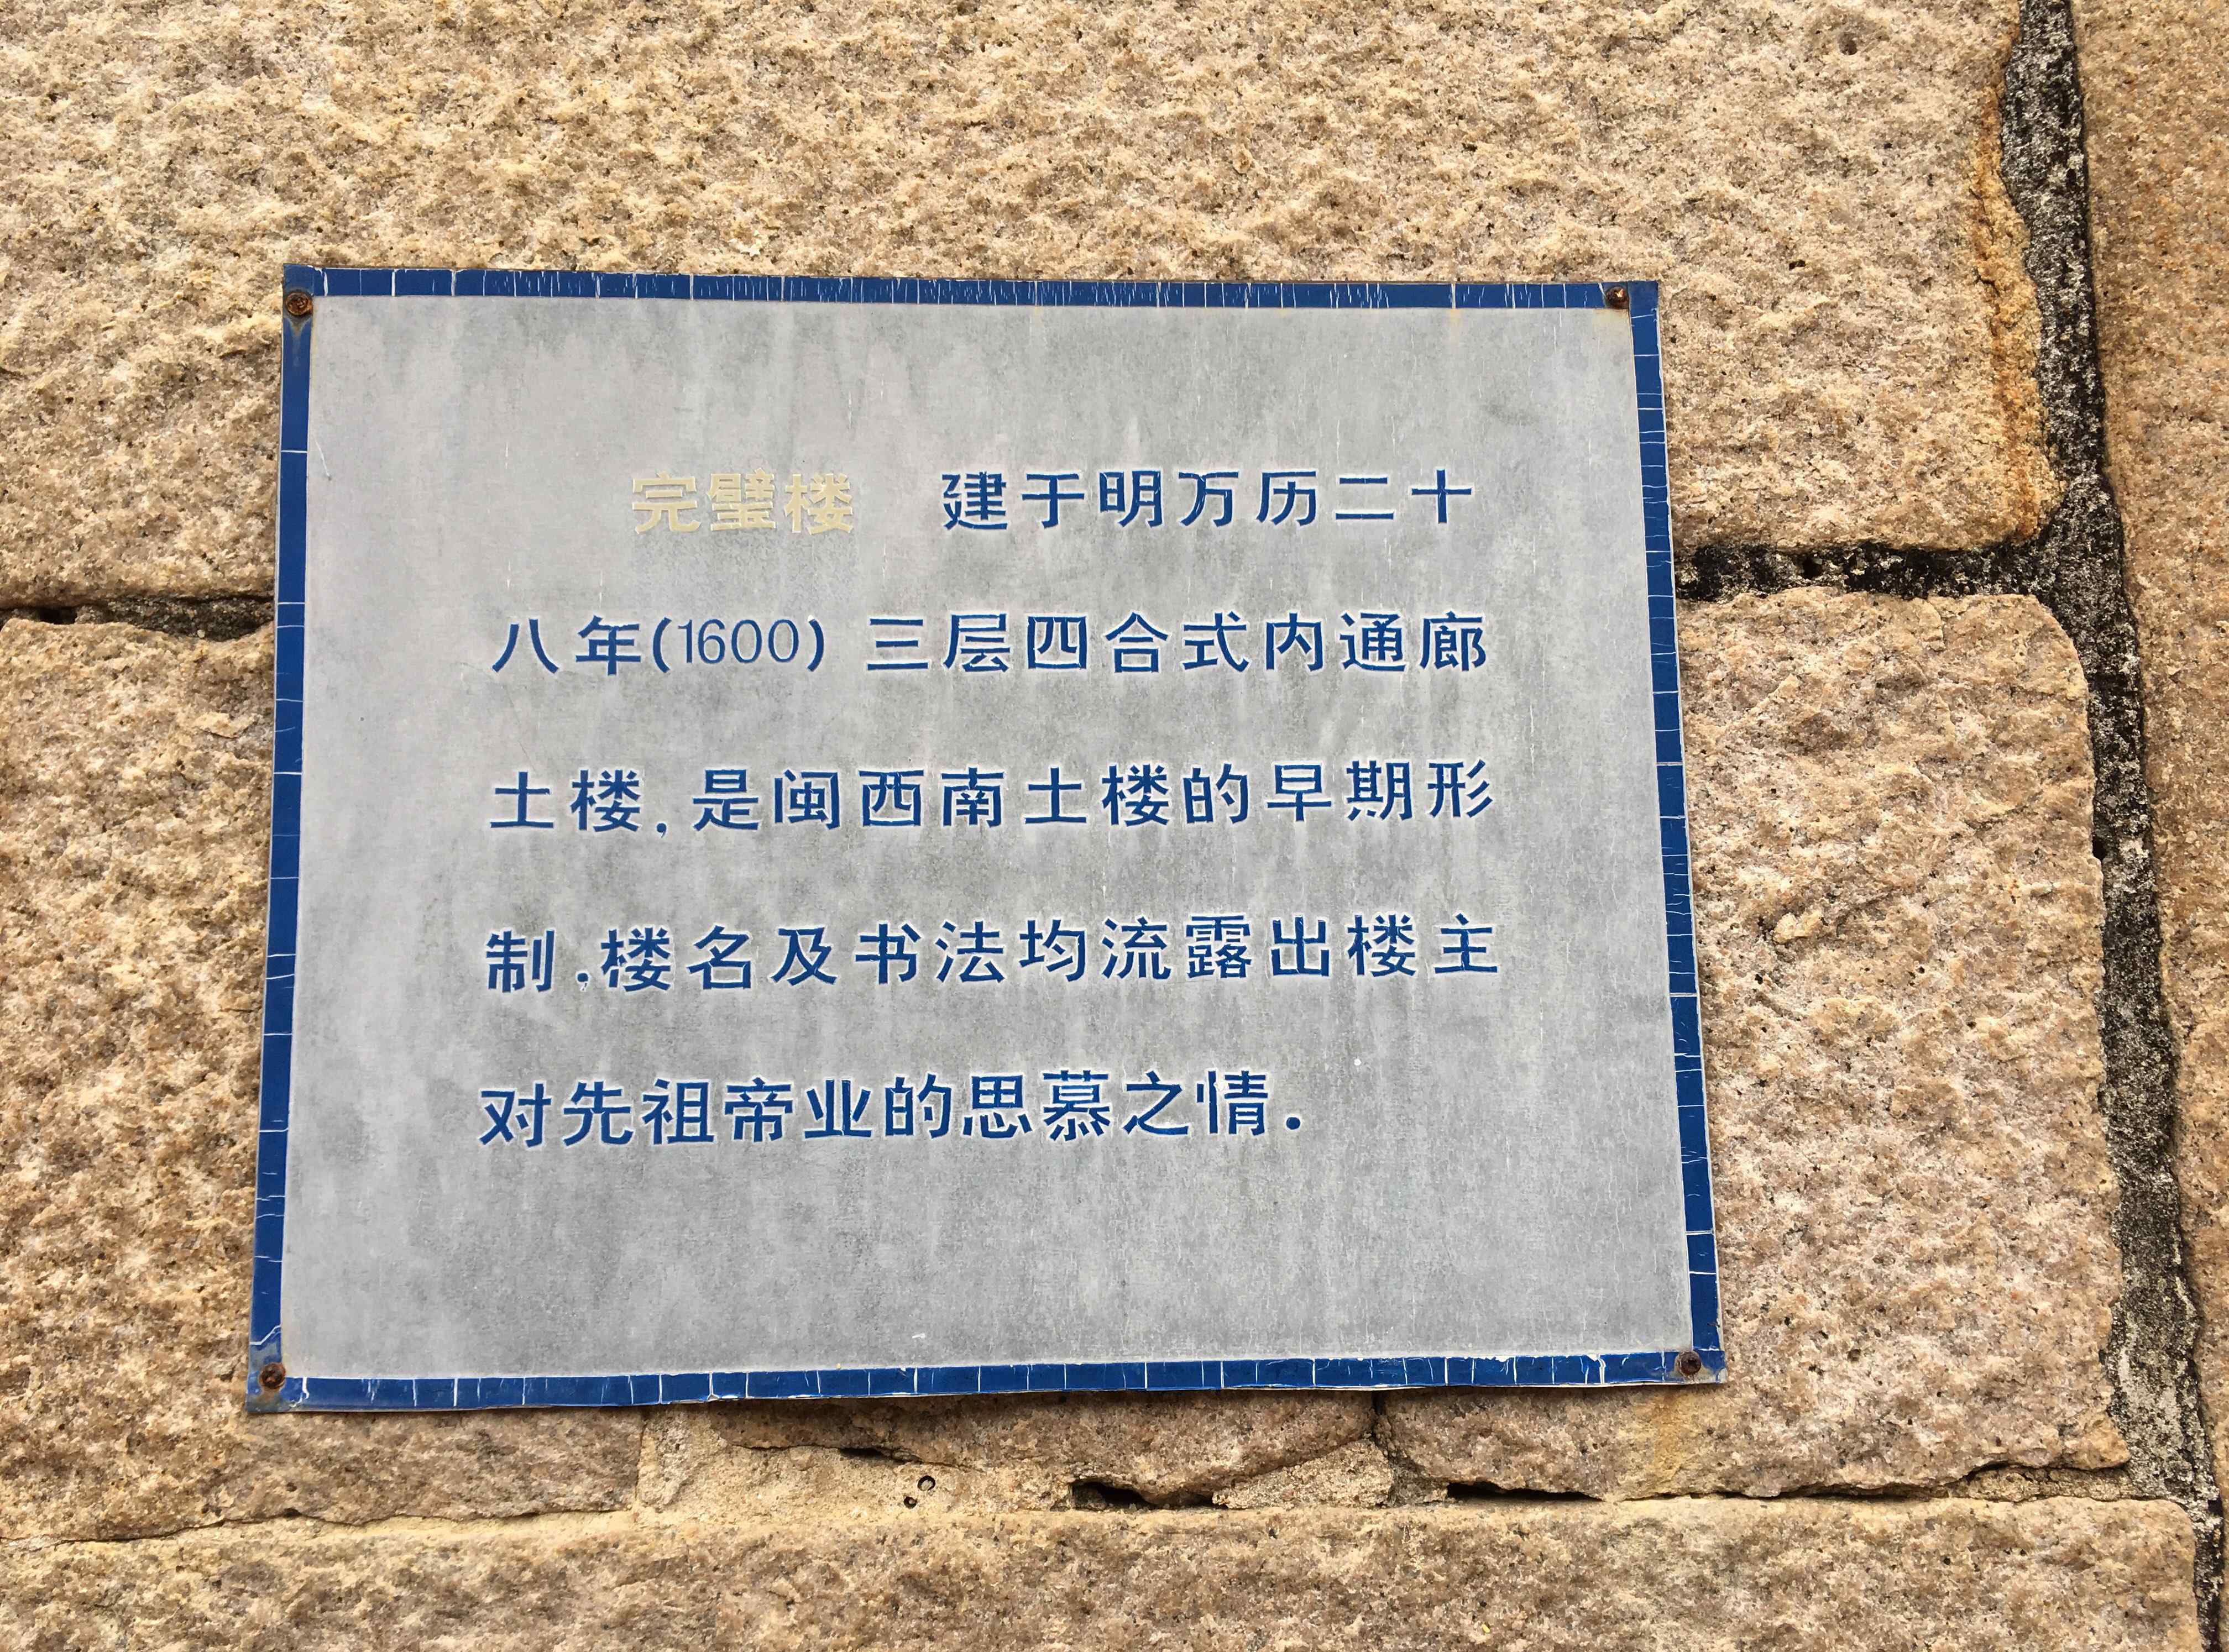 完璧楼 建于明万历二十
八年(1600) 三层四合式内通廊
土楼,是闽西南土楼的早期形
制.楼名及书法均流露出楼主
对先祖帝业的思慕之情.